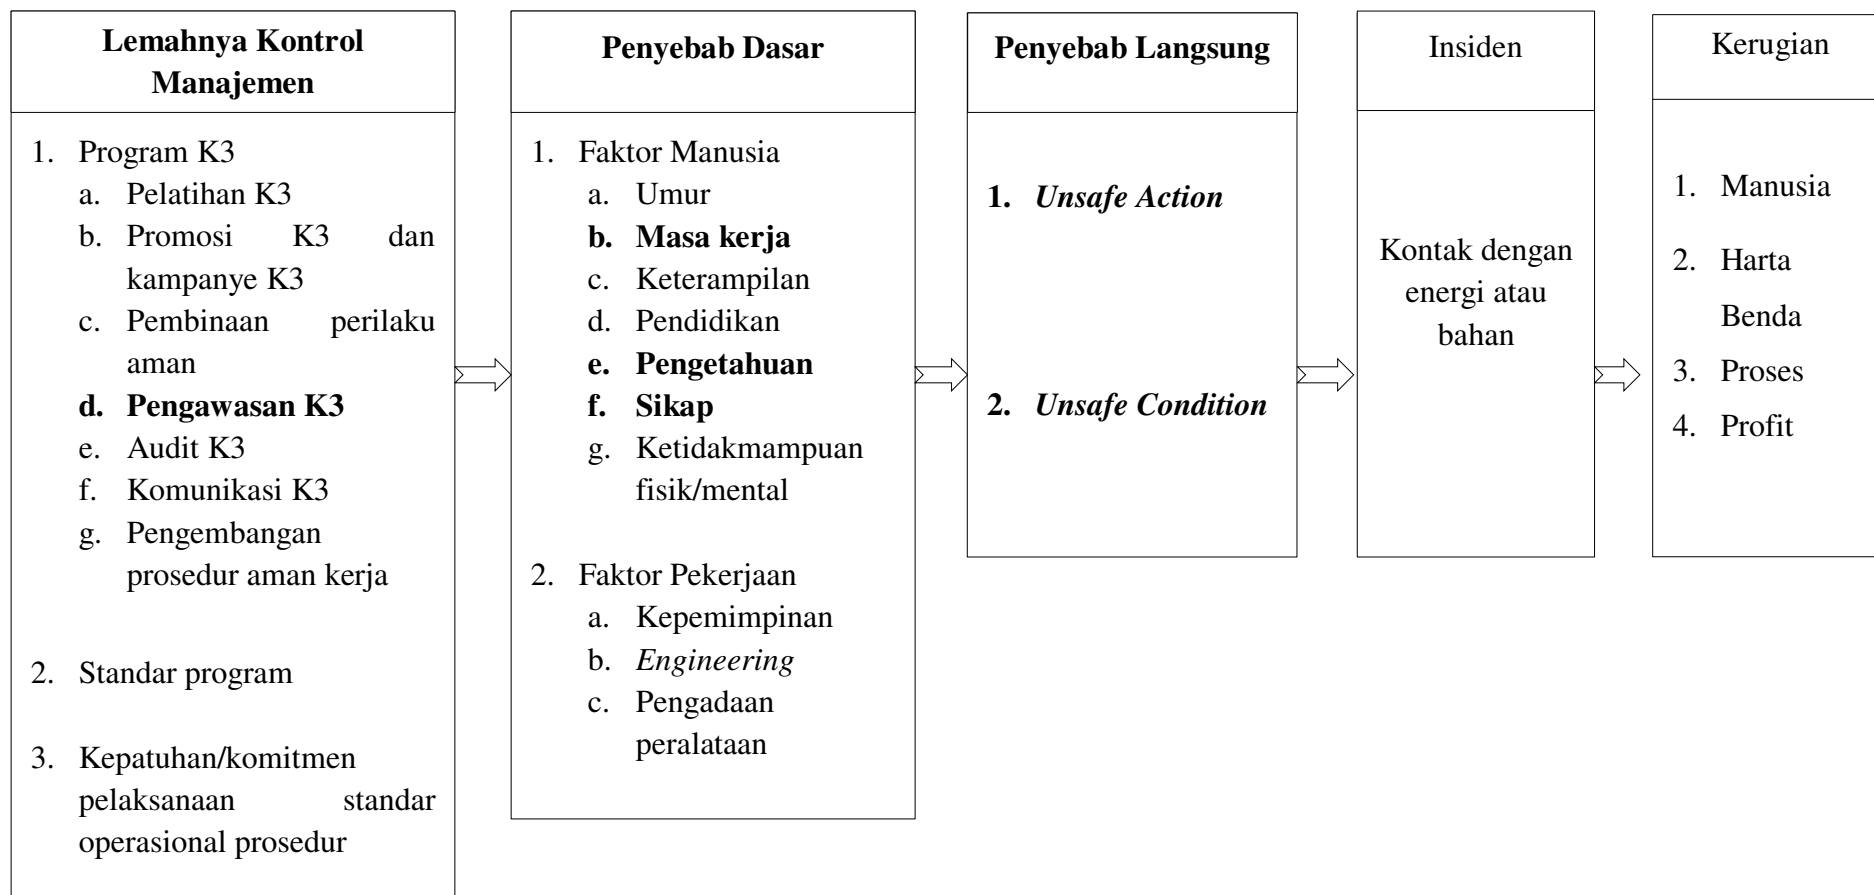 Lemahnya Kontrol
Manajemen
1. Program K3
a. Pelatihan K3
b. Promosi K3 dan
kampanye K3
c. Pembinaan perilaku
aman
d. Pengawasan K3
e. Audit K3
f. Komunikasi K3
g. Pengembangan
prosedur aman kerja
2. Standar program
3. Kepatuhan/komitmen
pelaksanaan standar
operasional prosedur
Penyebab Dasar
1. Faktor Manusia
a. Umur
b. Masa kerja
c. Keterampilan
d. Pendidikan
e. Pengetahuan
f. Sikap
g. Ketidakmampuan
fisik/mental
2. Faktor Pekerjaan
a. Kepemimpinan
b. Engineering
c. Pengadaan
peralataan
Penyebab Langsung
1. Unsafe Action
2. Unsafe Condition
Insiden
Kontak dengan
energi atau
bahan
Kerugian
1. Manusia
2. Harta
Benda
3. Proses
4. Profit